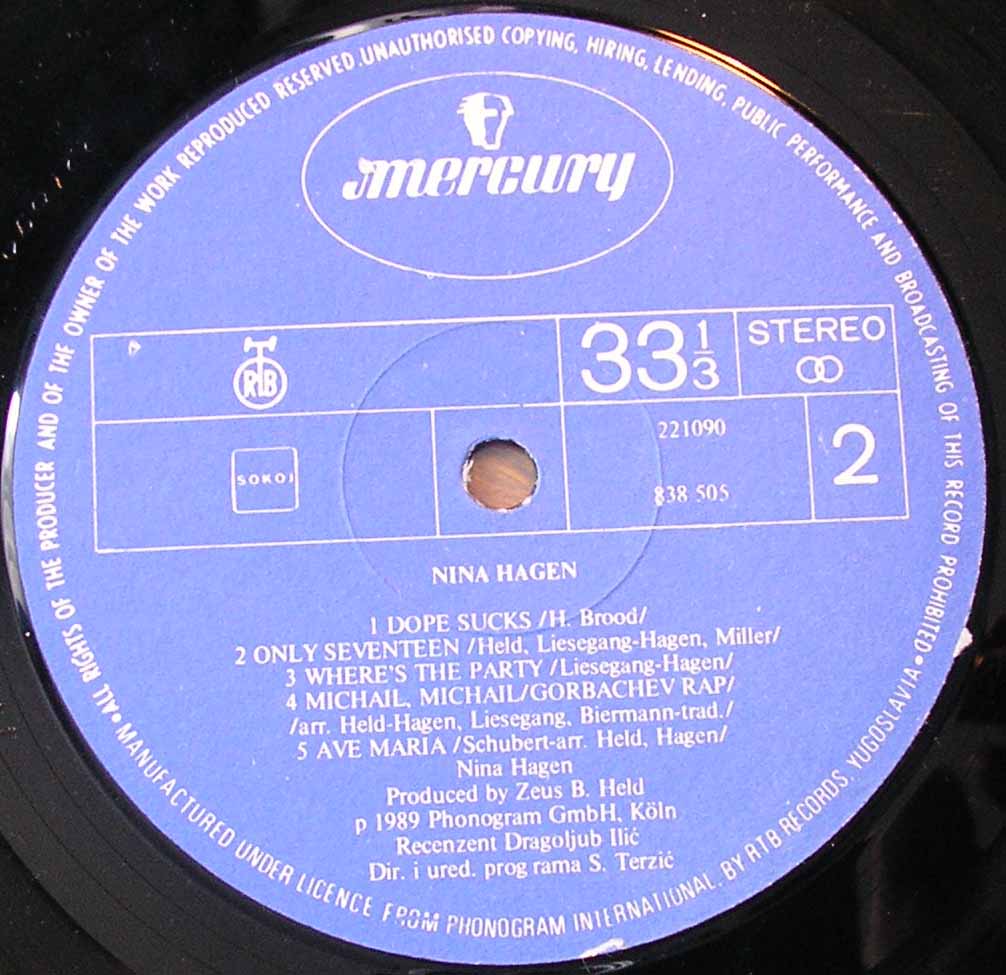 •ALL RIGHTS OF THE PRODUCER AND OF THE OWNER OF THE WORK REPRODUCED RESERVED.UNAUTHORISED COPYING, HIRING, LENDING, PUBLIC PERFORMANCE AND BROADCASTING OF THIS RECORD PROHIBITED•
mercury
RTB
33 1/3
STEREO
SOKOJ
221090
838 505
2
NINA HAGEN
1 DOPE SUCKS /H. Brood/
2 ONLY SEVENTEEN /Held, Liesegang-Hagen, Miller/
3 WHERE'S THE PARTY /Liesegang-Hagen/
4 MICHAIL, MICHAIL/GORBACHEV RAP/
/arr. Held-Hagen, Liesegang, Biermann-trad./
5 AVE MARIA /Schubert-arr. Held, Hagen/
Nina Hagen
Produced by Zeus B. Held
p 1989 Phonogram GmbH, Köln
Recenzent Dragoljub Ilić
Dir. i ured. prog rama S. Terzić
•MANUFACTURED UNDER LICENCE FROM PHONOGRAM INTERNATIONAL. BY RTB RECORDS, YUGOSLAVIA•